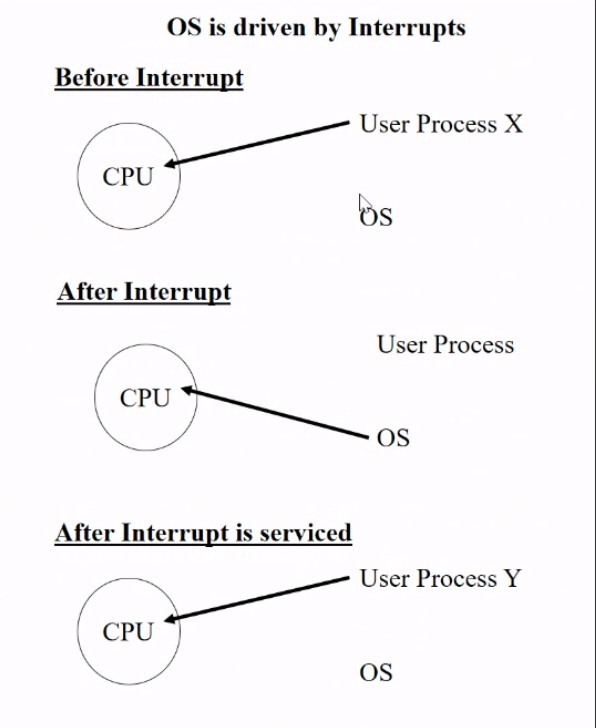 OS is driven by Interrupts
Before Interrupt
User Process X
CPU
OS
After Interrupt
User Process
CPU
OS
After Interrupt is serviced
User Process Y
CPU
OS